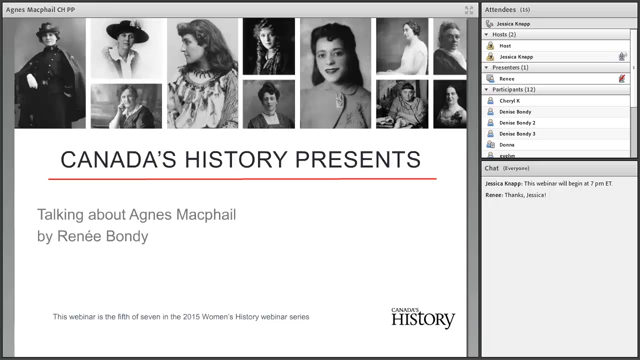 Agnes Macphail CH PP
CANADA'S HISTORY PRESENTS
Talking about Agnes Macphail
by Renée Bondy
This webinar is the fifth of seven in the 2015 Women's History webinar series
CANADA'S
HISTORY
Attendees (15)
Jessica Knapp
Hosts (2)
Host
Jessica Knapp
Presenters (1)
Renee
Participants (12)
Cheryl K
Denise Bondy
Denise Bondy 2
Denise Bondy 3
Donna
evelyn
Chat (Everyone)
Jessica Knapp: This webinar will begin at 7 pm ET.
Renee: Thanks, Jessica!